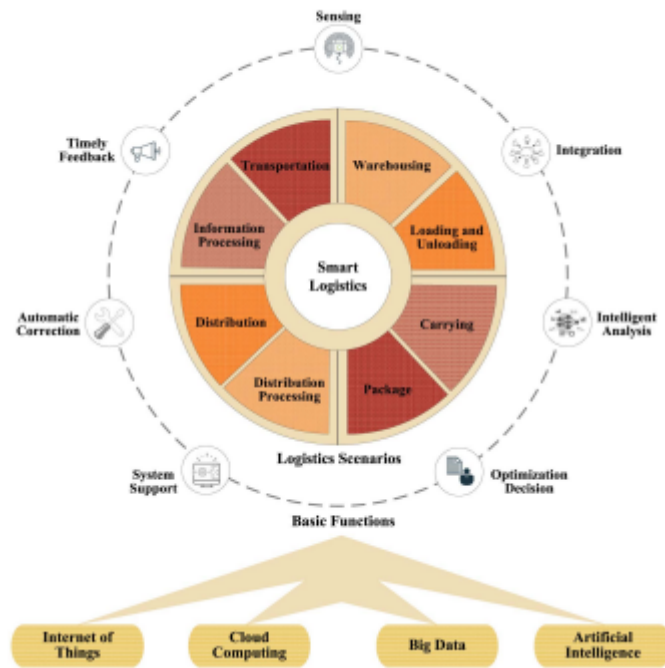 Sensing
Timely
Feedback
Integration
Transportation
Warehousing
Information
Processing
Loading and
Unloading
Smart
Logistics
Automatic
Correction
Distribution
Carrying
Intelligent
Analysis
Distribution
Processing
Package
Logistics Scenarios
System
Support
Optimization
Decision
Basic Functions
Internet of
Things
Cloud
Computing
Big Data
Artificial
Intelligence